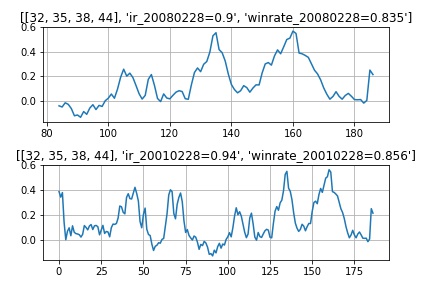 [[32, 35, 38, 44], 'ir_20080228=0.9', 'winrate_20080228=0.835']
0.6
0.4
0.2
0.0
80 100 120 140 160 180
[[32, 35, 38, 44], 'ir_20010228=0.94', 'winrate_20010228=0.856']
0.6
0.4
0.2
0.0
0 25 50 75 100 125 150 175